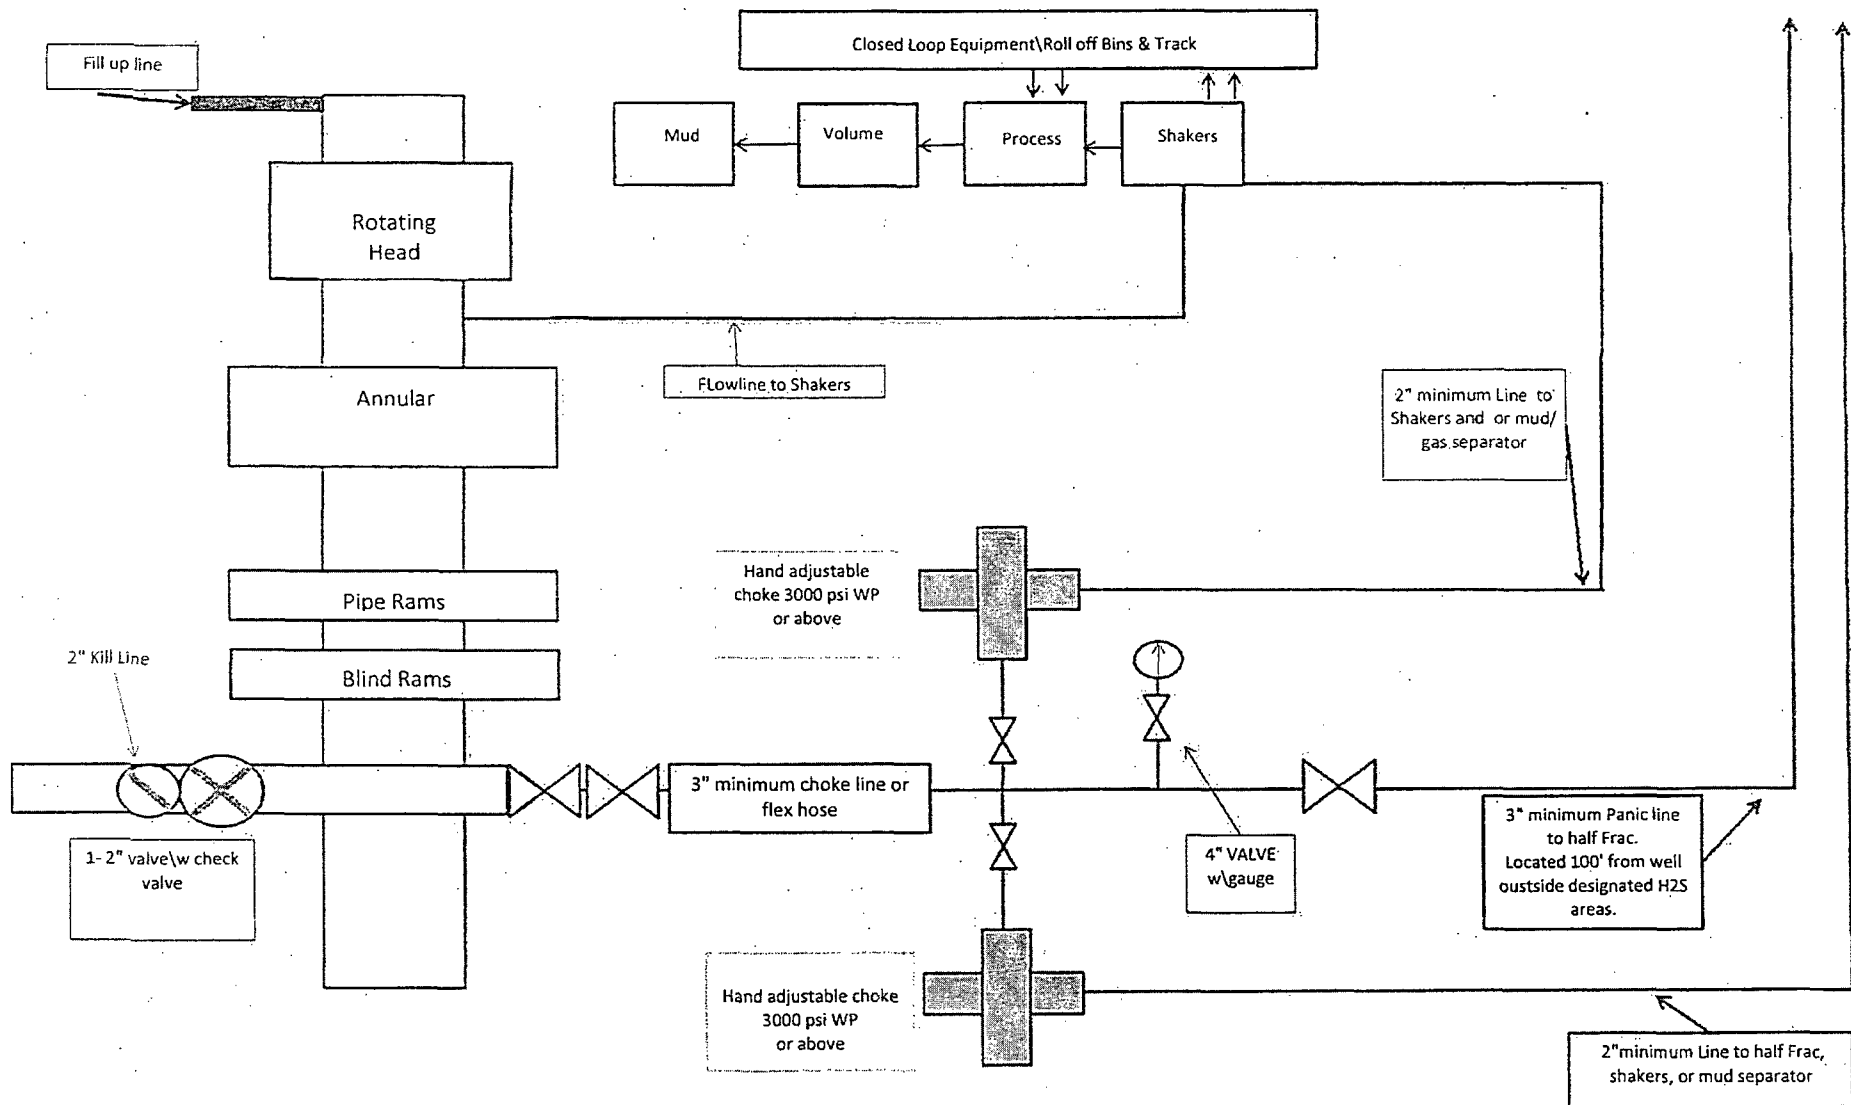 Closed Loop Equipment\Roll off Bins & Track
Fill up line
Mud
Volume
Process
Shakers
Rotating
Head
FLowline to Shakers
Annular
2" minimum Line to
Shakers and or mud/
gas separator
Hand adjustable
choke 3000 psi WP
or above
Pipe Rams
2" Kill Line
Blind Rams
3" minimum choke line or
flex hose
1- 2" valve\w check
valve
4" VALVE
w\gauge
3" minimum Panic line
to half Frac.
Located 100' from well
oustside designated H2S
areas.
Hand adjustable choke
3000 psi WP
or above
2"minimum Line to half Frac,
shakers, or mud separator